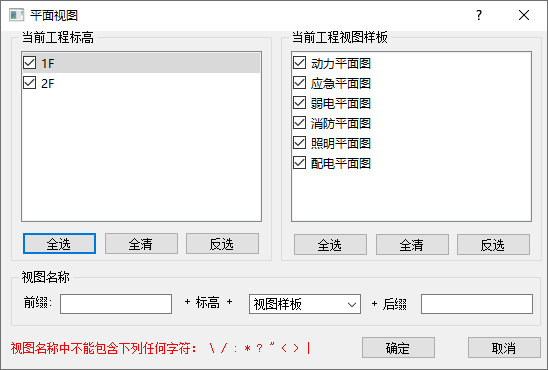 平面视图
当前工程标高
1F
2F
全选 全清 反选
当前工程视图样板
动力平面图
应急平面图
弱电平面图
消防平面图
照明平面图
配电平面图
全选 全清 反选
视图名称
前缀: + 标高 + 视图样板 + 后缀
视图名称中不能包含下列任何字符: \ / : * ? " < > |
确定 取消